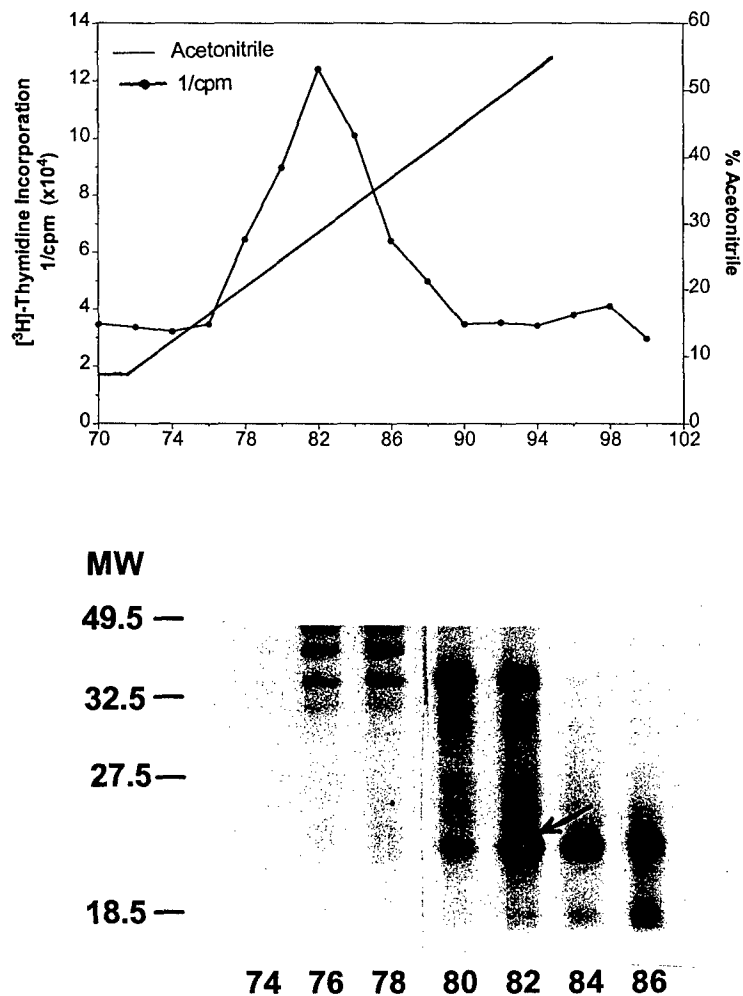 [³H]-Thymidine Incorporation
1/cpm (x10⁴)
14
12
10
8
6
4
2
0
Acetonitrile
1/cpm
60
50
40
30
20
10
0
% Acetonitrile
70 74 78 82 86 90 94 98 102
MW
49.5
32.5
27.5
18.5
74 76 78 80 82 84 86